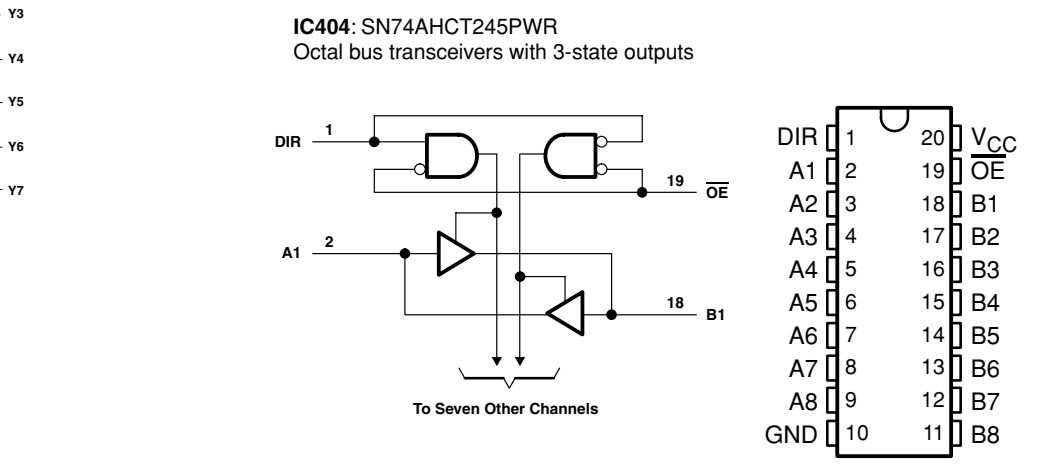 Y3
Y4
Y5
Y6
Y7
IC404: SN74AHCT245PWR
Octal bus transceivers with 3-state outputs
DIR 1
19 OE
A1 2
18 B1
To Seven Other Channels
DIR 1 20 VCC
A1 2 19 OE
A2 3 18 B1
A3 4 17 B2
A4 5 16 B3
A5 6 15 B4
A6 7 14 B5
A7 8 13 B6
A8 9 12 B7
GND 10 11 B8